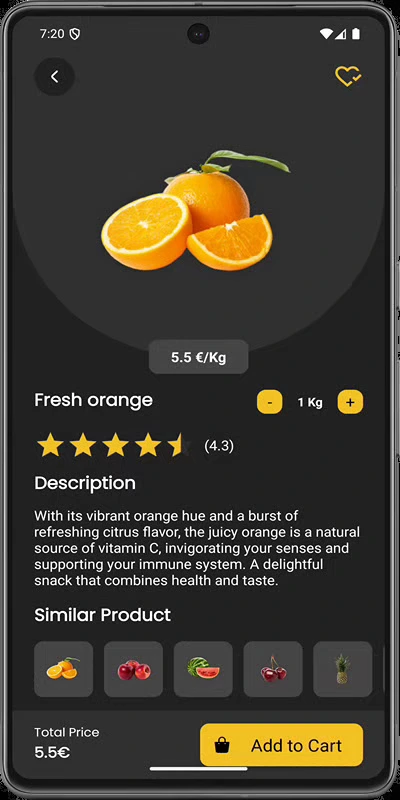 7:20
5.5 €/Kg
Fresh orange
- 1 Kg +
(4.3)
Description
With its vibrant orange hue and a burst of
refreshing citrus flavor, the juicy orange is a natural
source of vitamin C, invigorating your senses and
supporting your immune system. A delightful
snack that combines health and taste.
Similar Product
Total Price
5.5€
Add to Cart